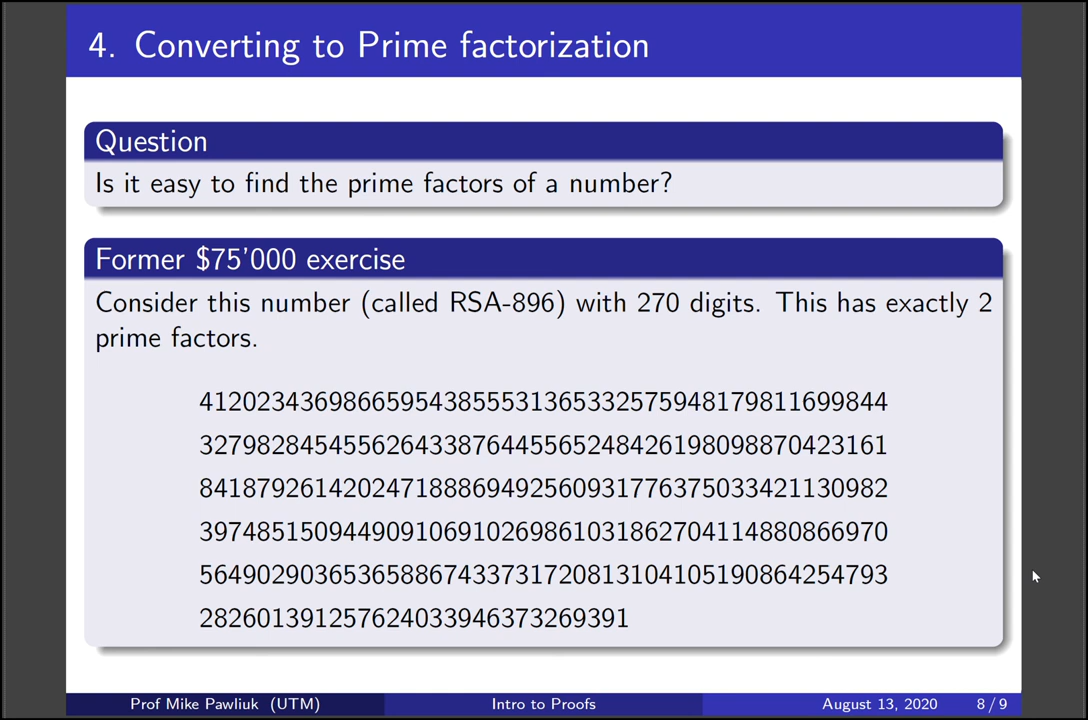 4. Converting to Prime factorization
Question
Is it easy to find the prime factors of a number?
Former $75'000 exercise
Consider this number (called RSA-896) with 270 digits. This has exactly 2
prime factors.
412023436986659543855531365332575948179811699844
327982845455626433876445565248426198098870423161
841879261420247188869492560931776375033421130982
397485150944909106910269861031862704114880866970
564902903653658867433731720813104105190864254793
282601391257624033946373269391
Prof Mike Pawliuk (UTM)
Intro to Proofs
August 13, 2020
8 / 9